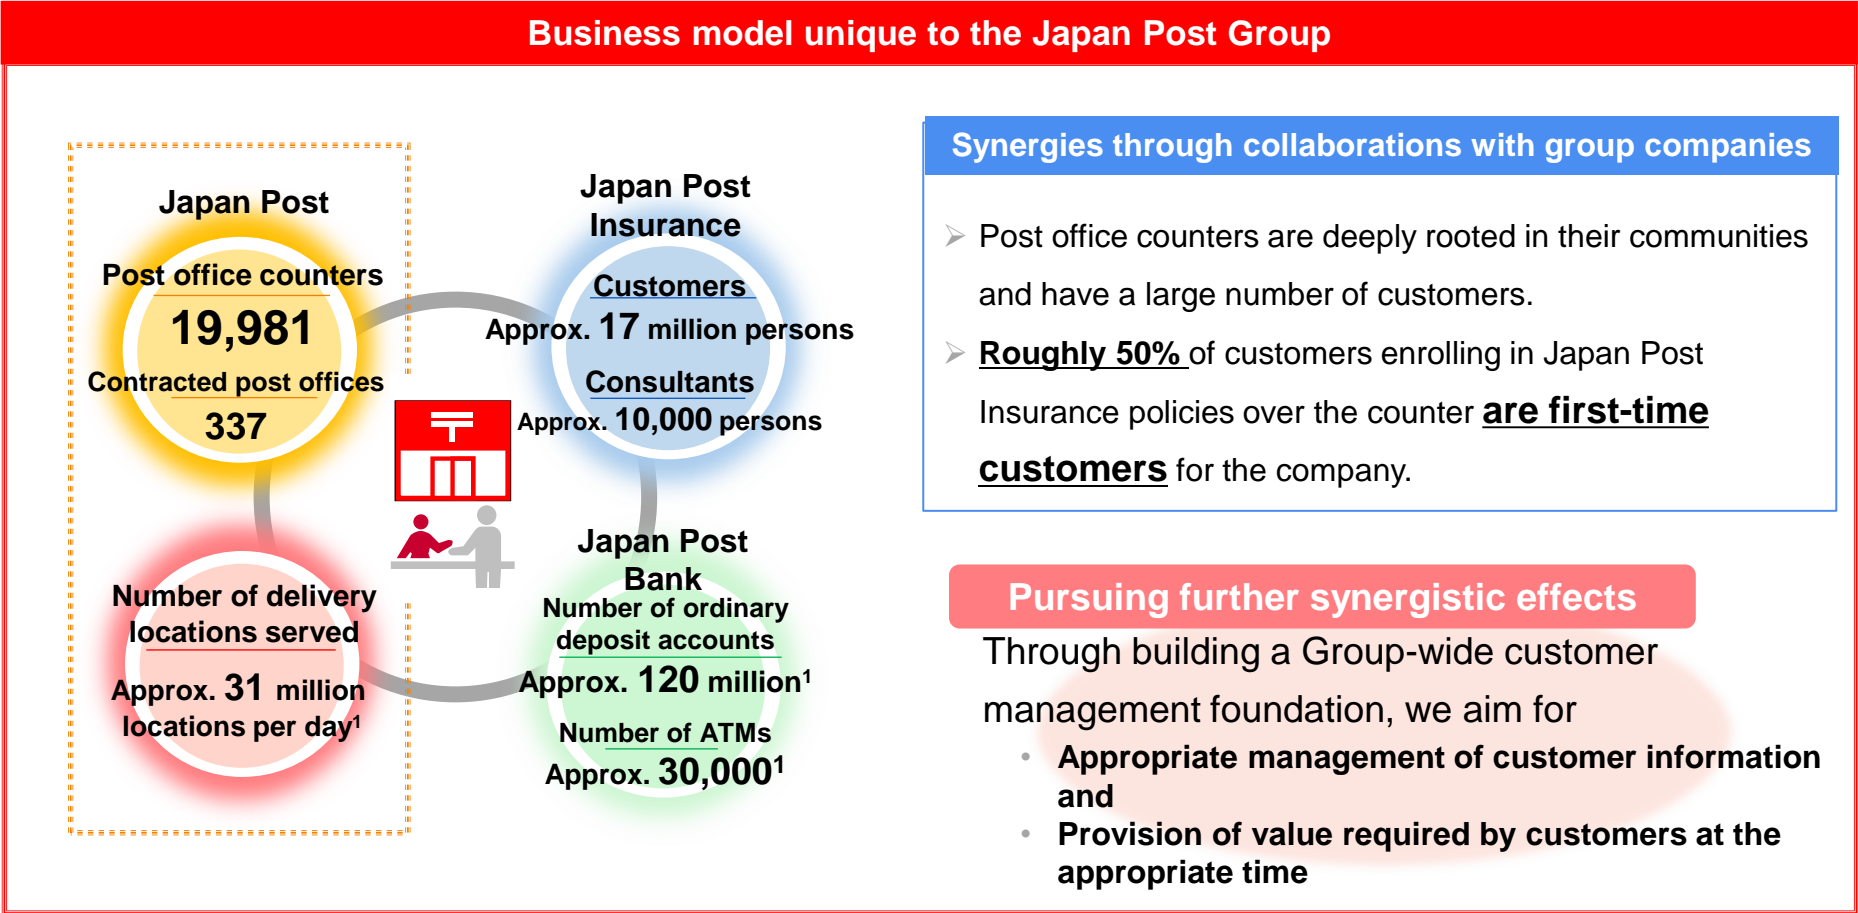 Business model unique to the Japan Post Group
Japan Post
Post office counters
19,981
Contracted post offices
337
Number of delivery
locations served
Approx. 31 million
locations per day¹
Japan Post
Insurance
Customers
Approx. 17 million persons
Consultants
Approx. 10,000 persons
〒
Japan Post
Bank
Number of ordinary
deposit accounts
Approx. 120 million¹
Number of ATMs
Approx. 30,000¹
Synergies through collaborations with group companies
➢ Post office counters are deeply rooted in their communities
and have a large number of customers.
➢ Roughly 50% of customers enrolling in Japan Post
Insurance policies over the counter are first-time
customers for the company.
Pursuing further synergistic effects
Through building a Group-wide customer
management foundation, we aim for
• Appropriate management of customer information
and
• Provision of value required by customers at the
appropriate time